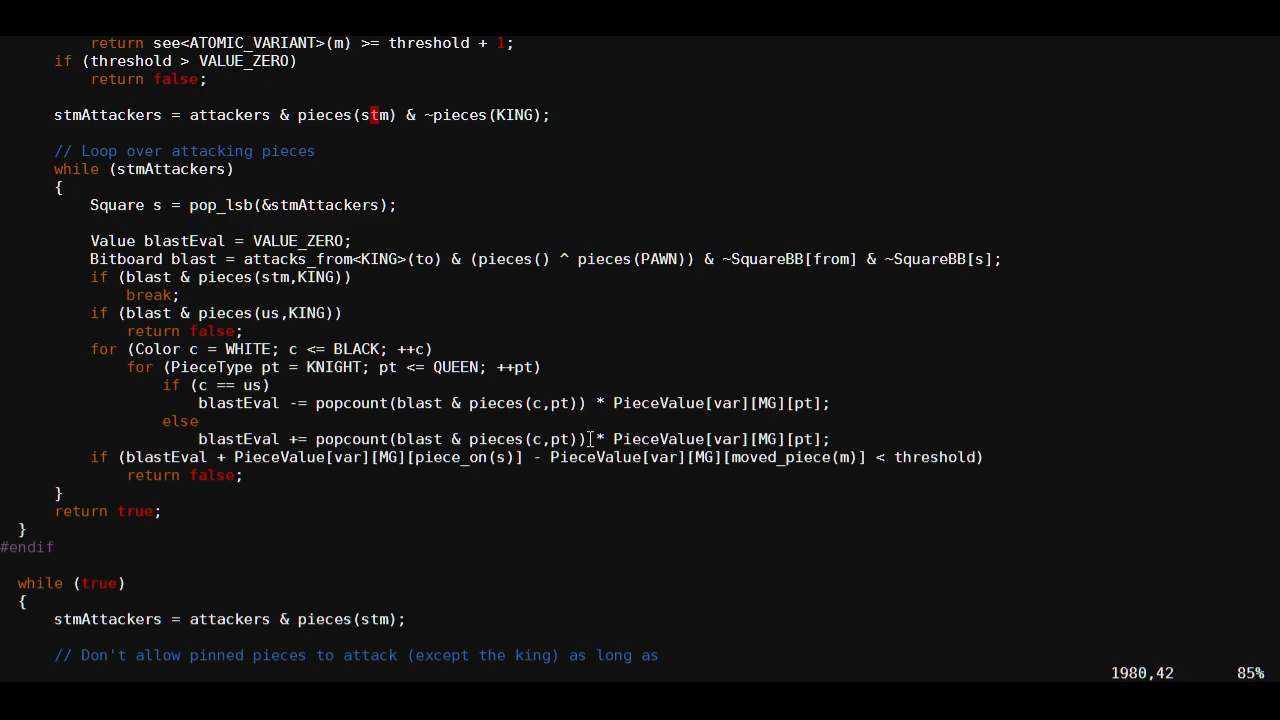 return see<ATOMIC_VARIANT>(m) >= threshold + 1;
if (threshold > VALUE_ZERO)
return false;
stmAttackers = attackers & pieces(stm) & ~pieces(KING);
// Loop over attacking pieces
while (stmAttackers)
{
Square s = pop_lsb(&stmAttackers);
Value blastEval = VALUE_ZERO;
Bitboard blast = attacks_from<KING>(to) & (pieces() ^ pieces(PAWN)) & ~SquareBB[from] & ~SquareBB[s];
if (blast & pieces(stm,KING))
break;
if (blast & pieces(us,KING))
return false;
for (Color c = WHITE; c <= BLACK; ++c)
for (PieceType pt = KNIGHT; pt <= QUEEN; ++pt)
if (c == us)
blastEval -= popcount(blast & pieces(c,pt)) * PieceValue[var][MG][pt];
else
blastEval += popcount(blast & pieces(c,pt)) * PieceValue[var][MG][pt];
if (blastEval + PieceValue[var][MG][piece_on(s)] - PieceValue[var][MG][moved_piece(m)] < threshold)
return false;
}
return true;
}
#endif
while (true)
{
stmAttackers = attackers & pieces(stm);
// Don't allow pinned pieces to attack (except the king) as long as
1980,42 85%